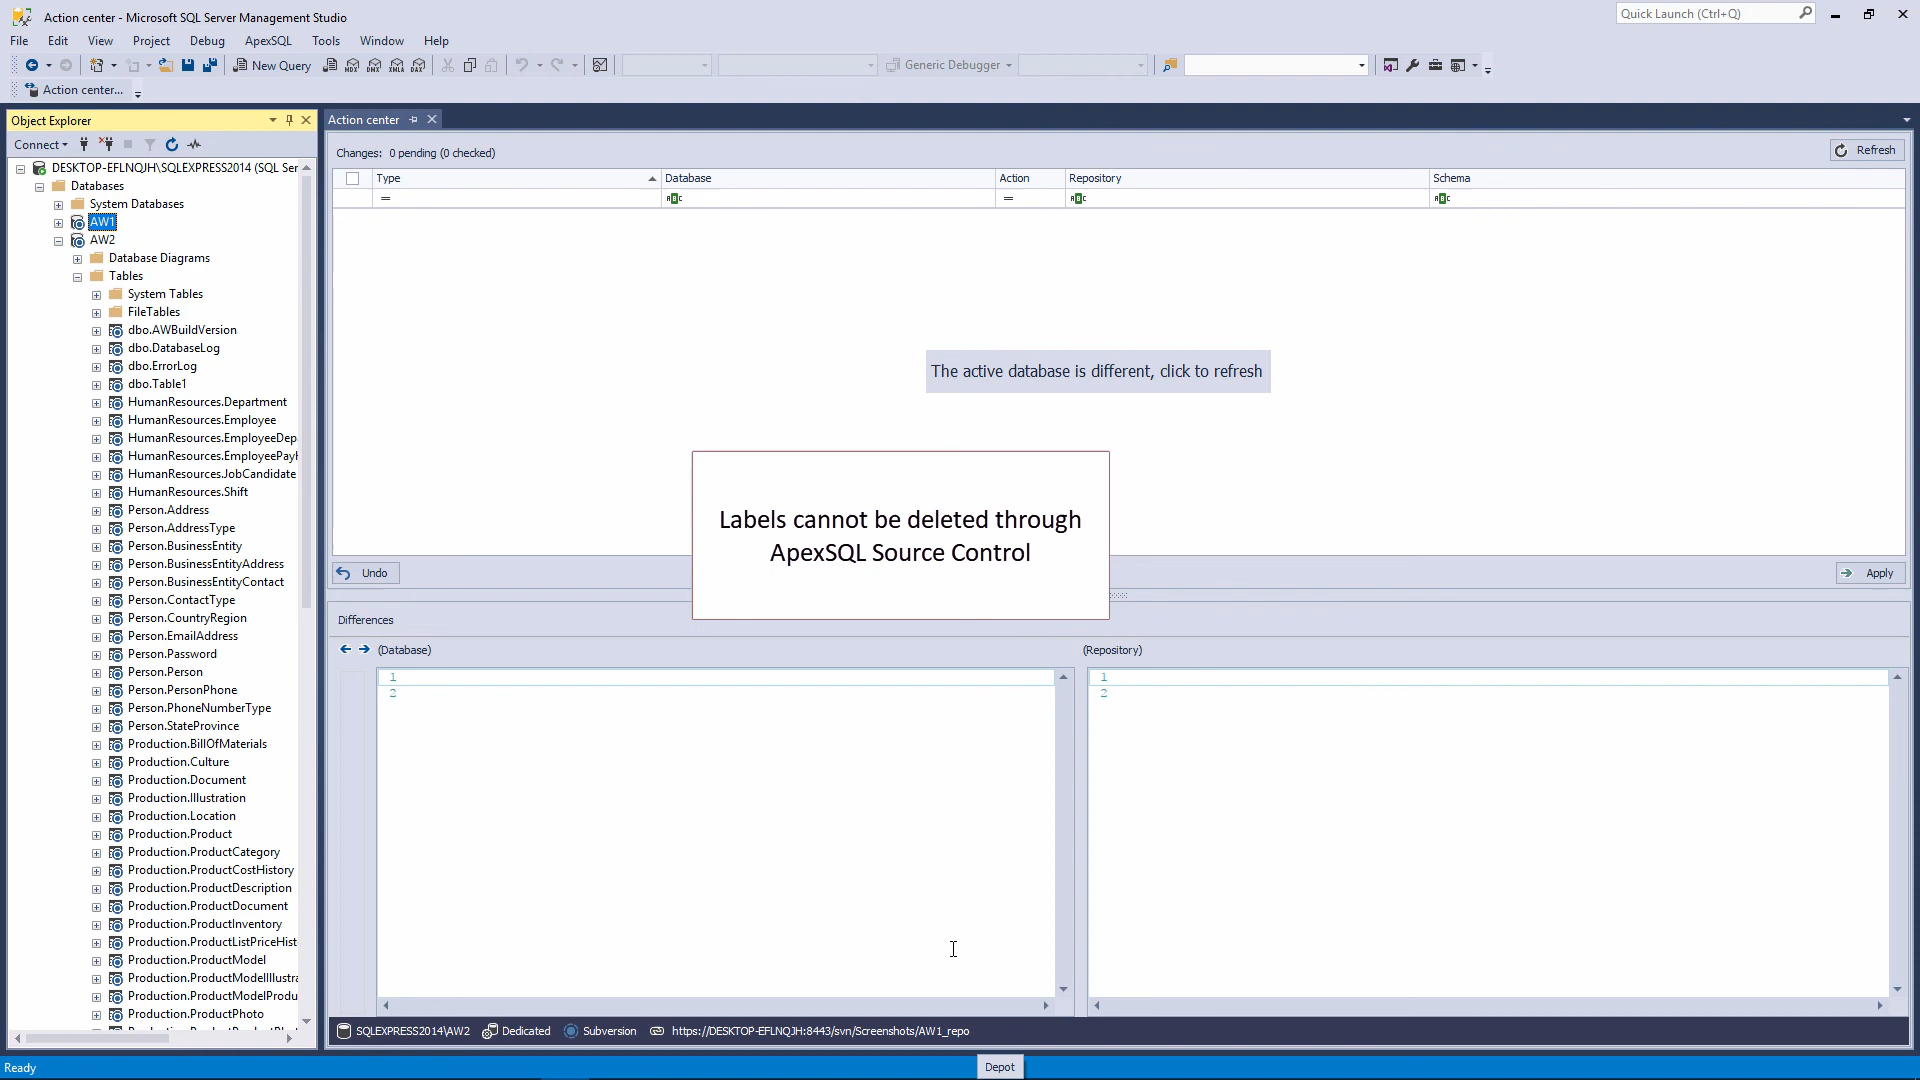 Action center - Microsoft SQL Server Management Studio
Quick Launch (Ctrl+Q)
File Edit View Project Debug ApexSQL Tools Window Help
New Query
MDX DMX XMLA DAX
Generic Debugger
Action center...
Object Explorer
Connect
DESKTOP-EFLNQJH\SQLEXPRESS2014 (SQL Ser
Databases
System Databases
AW1
AW2
Database Diagrams
Tables
System Tables
FileTables
dbo.AWBuildVersion
dbo.DatabaseLog
dbo.ErrorLog
dbo.Table1
HumanResources.Department
HumanResources.Employee
HumanResources.EmployeeDep
HumanResources.EmployeePayH
HumanResources.JobCandidate
HumanResources.Shift
Person.Address
Person.AddressType
Person.BusinessEntity
Person.BusinessEntityAddress
Person.BusinessEntityContact
Person.ContactType
Person.CountryRegion
Person.EmailAddress
Person.Password
Person.Person
Person.PersonPhone
Person.PhoneNumberType
Person.StateProvince
Production.BillOfMaterials
Production.Culture
Production.Document
Production.Illustration
Production.Location
Production.Product
Production.ProductCategory
Production.ProductCostHistory
Production.ProductDescription
Production.ProductDocument
Production.ProductInventory
Production.ProductListPriceHist
Production.ProductModel
Production.ProductModelIllustra
Production.ProductModelProdu
Production.ProductPhoto
Action center
Changes: 0 pending (0 checked)
Refresh
Type Database Action Repository Schema
= ABC = ABC ABC
The active database is different, click to refresh
Labels cannot be deleted through
ApexSQL Source Control
Undo
Apply
Differences
(Database)
(Repository)
1
2
1
2
SQLEXPRESS2014\AW2 Dedicated Subversion https://DESKTOP-EFLNQJH:8443/svn/Screenshots/AW1_repo
Ready
Depot